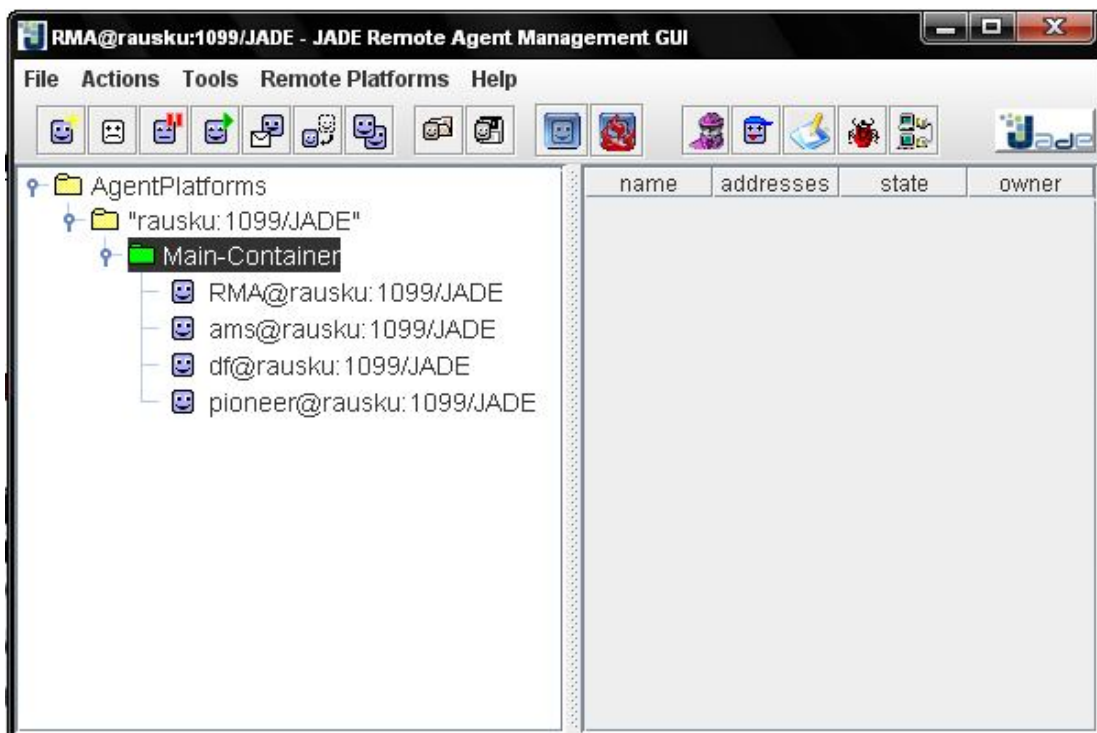 RMA@rausku:1099/JADE - JADE Remote Agent Management GUI
File Actions Tools Remote Platforms Help
Jade
AgentPlatforms
"rausku:1099/JADE"
Main-Container
RMA@rausku:1099/JADE
ams@rausku:1099/JADE
df@rausku:1099/JADE
pioneer@rausku:1099/JADE
name addresses state owner